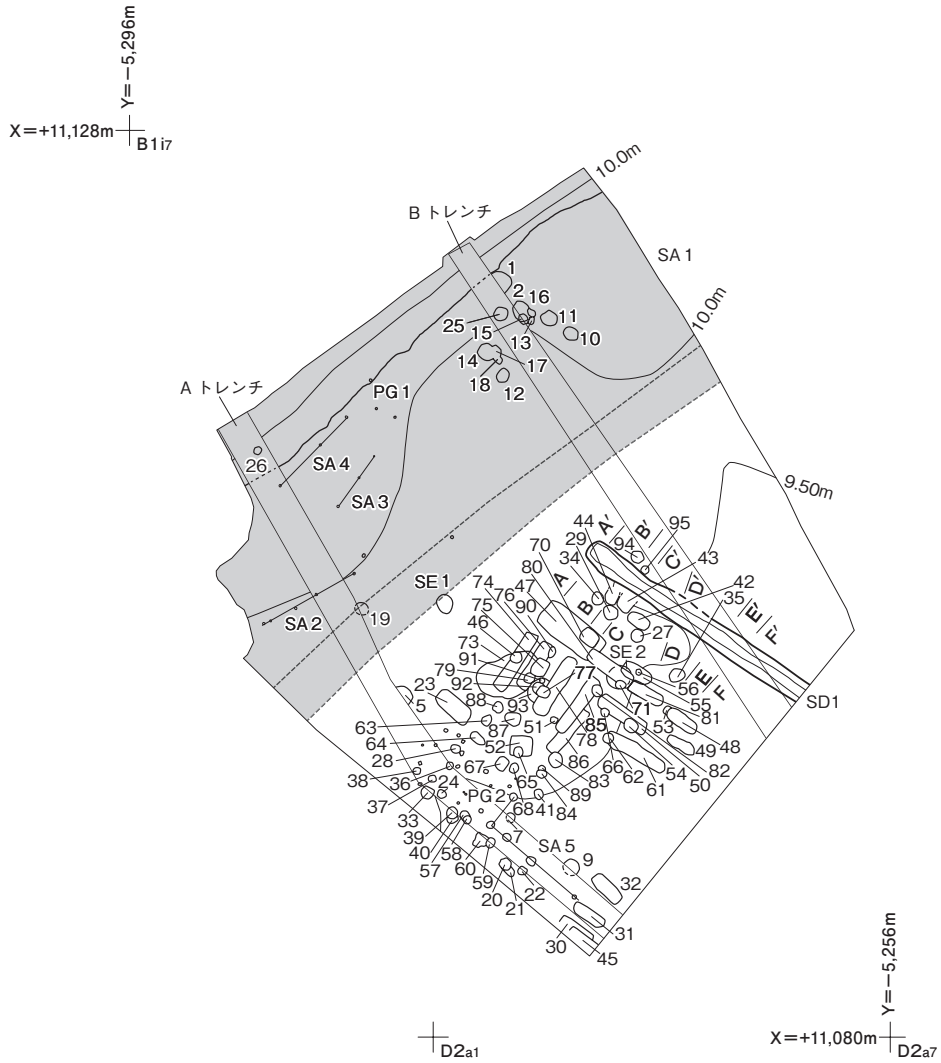 Y=−5,296m
X=+11,128m
B1i7
10.0m
B トレンチ
SA 1
1
2
16
25
11
15
13
10
10.0m
14
17
18
12
A トレンチ
PG 1
26
SA 4
SA 3
9.50m
44
A′
B′
95
29
94
C′
43
34
70
D′
42
80
A
35
SE 1
74
47
B
E′
76
90
F′
75
C
27
19
46
SE 2
D
SA 2
73
91
77
E
56
79
F
23
92
71
55
SD1
5
88
93
81
63
87
51
85
53
48
64
52
78
49
28
86
66
82
67
65
83
62
54
38
36
61
50
24
PG 2
68
89
37
41
84
33
39
7
SA 5
40
58
9
57
60
32
59
22
20
21
31
30
45
Y=−5,256m
D2a1
X=+11,080m
D2a7